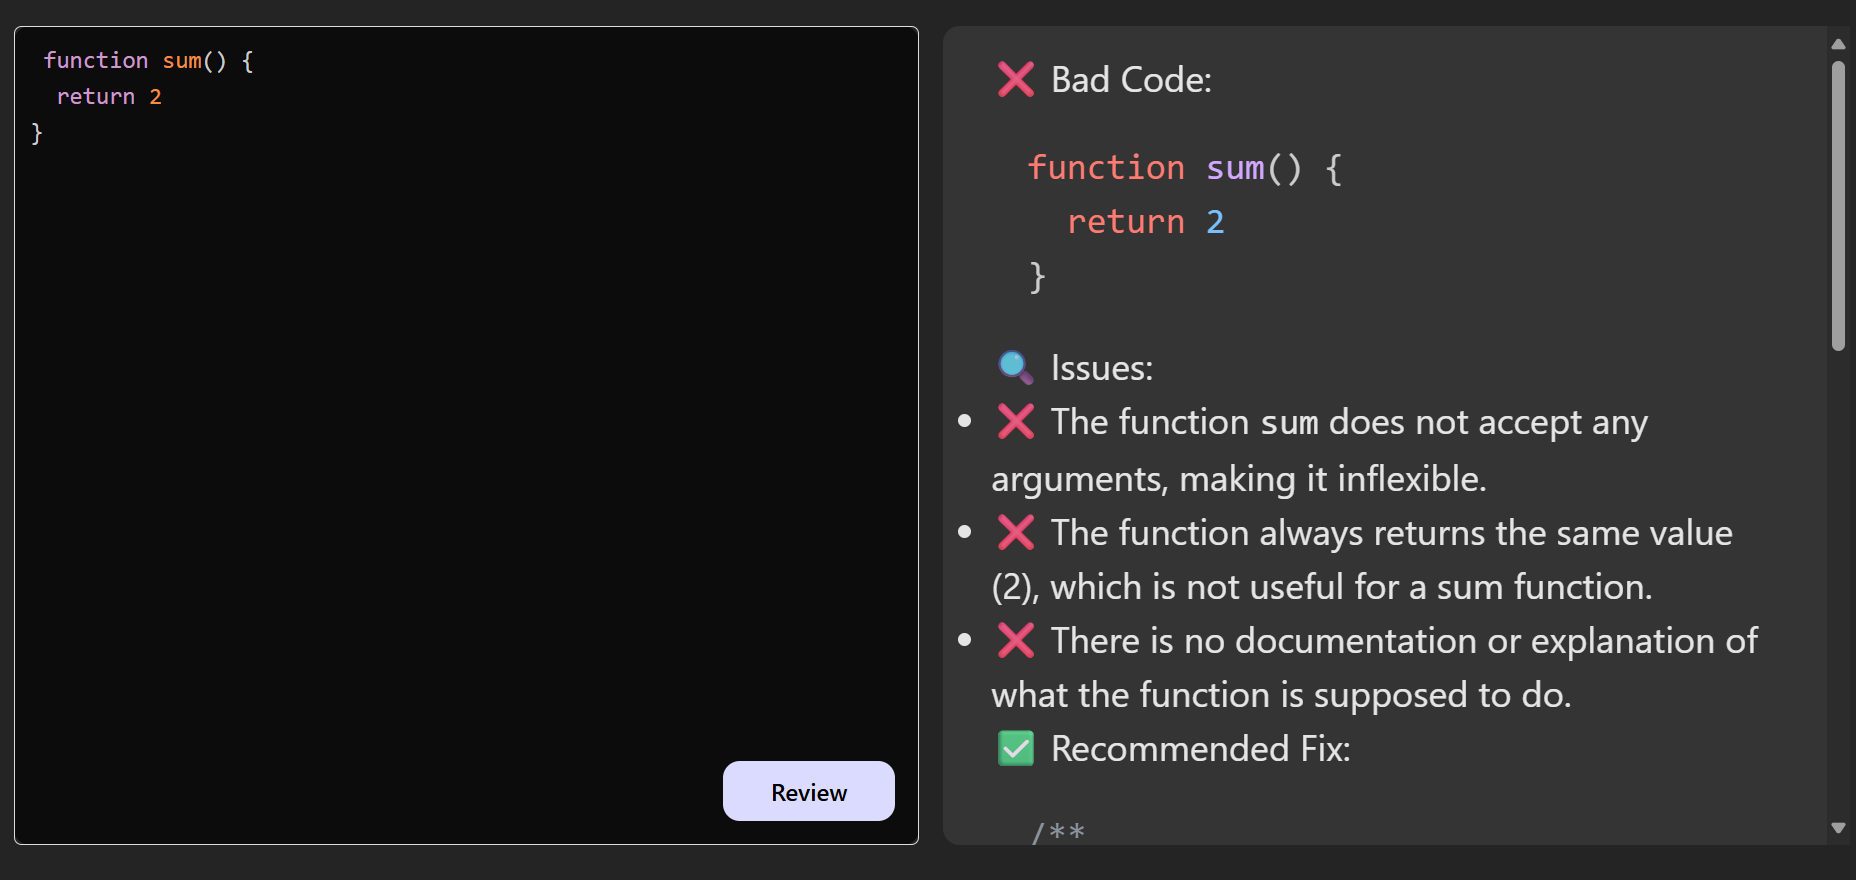 function sum() {
return 2
}
Review
❌ Bad Code:
function sum() {
return 2
}
🔍 Issues:
• ❌ The function sum does not accept any
arguments, making it inflexible.
• ❌ The function always returns the same value
(2), which is not useful for a sum function.
• ❌ There is no documentation or explanation of
what the function is supposed to do.
✅ Recommended Fix:
/**